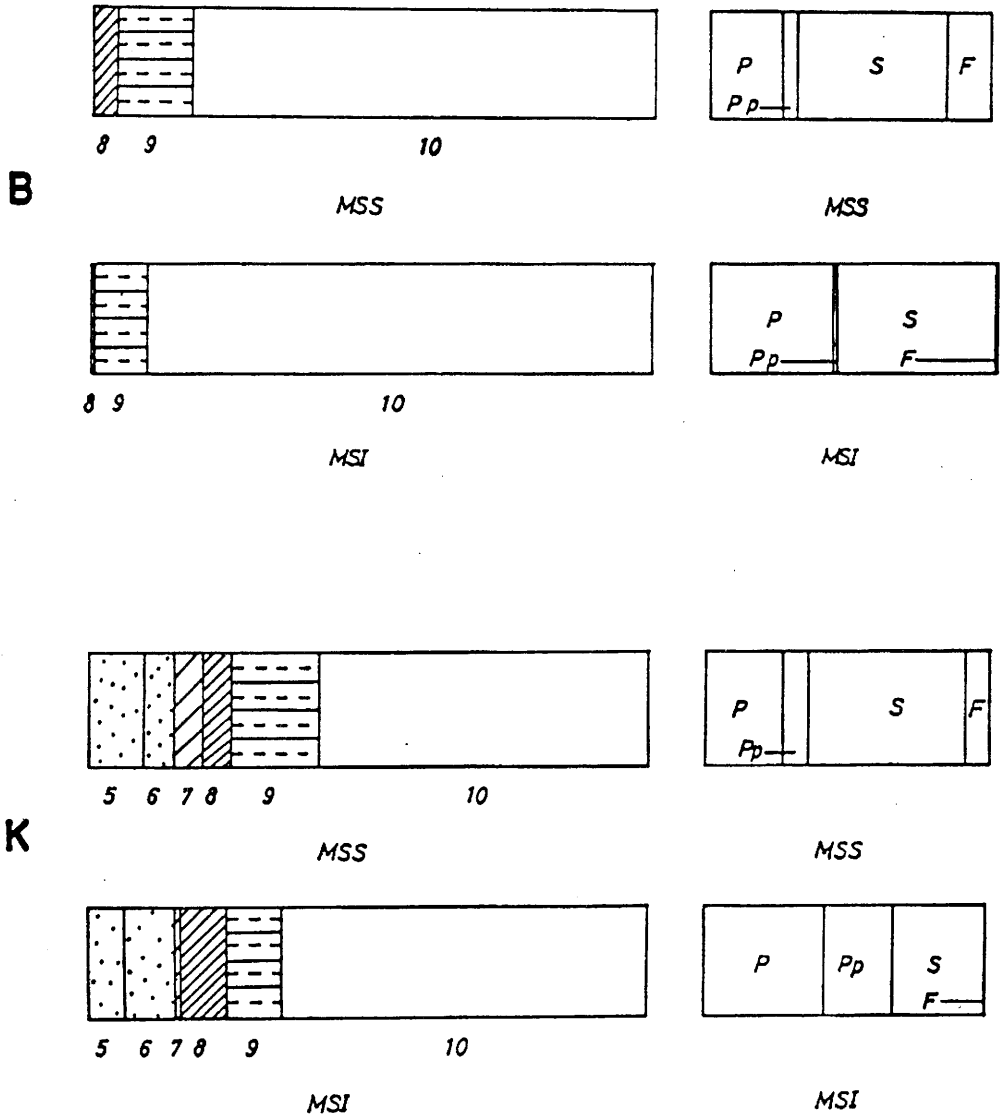 P S F
Pp
8 9 10
B
MSS MSS
P S
Pp F
8 9 10
MSI MSI
P S F
Pp
5 6 7 8 9 10
K
MSS MSS
P Pp S
F
5 6 7 8 9 10
MSI MSI